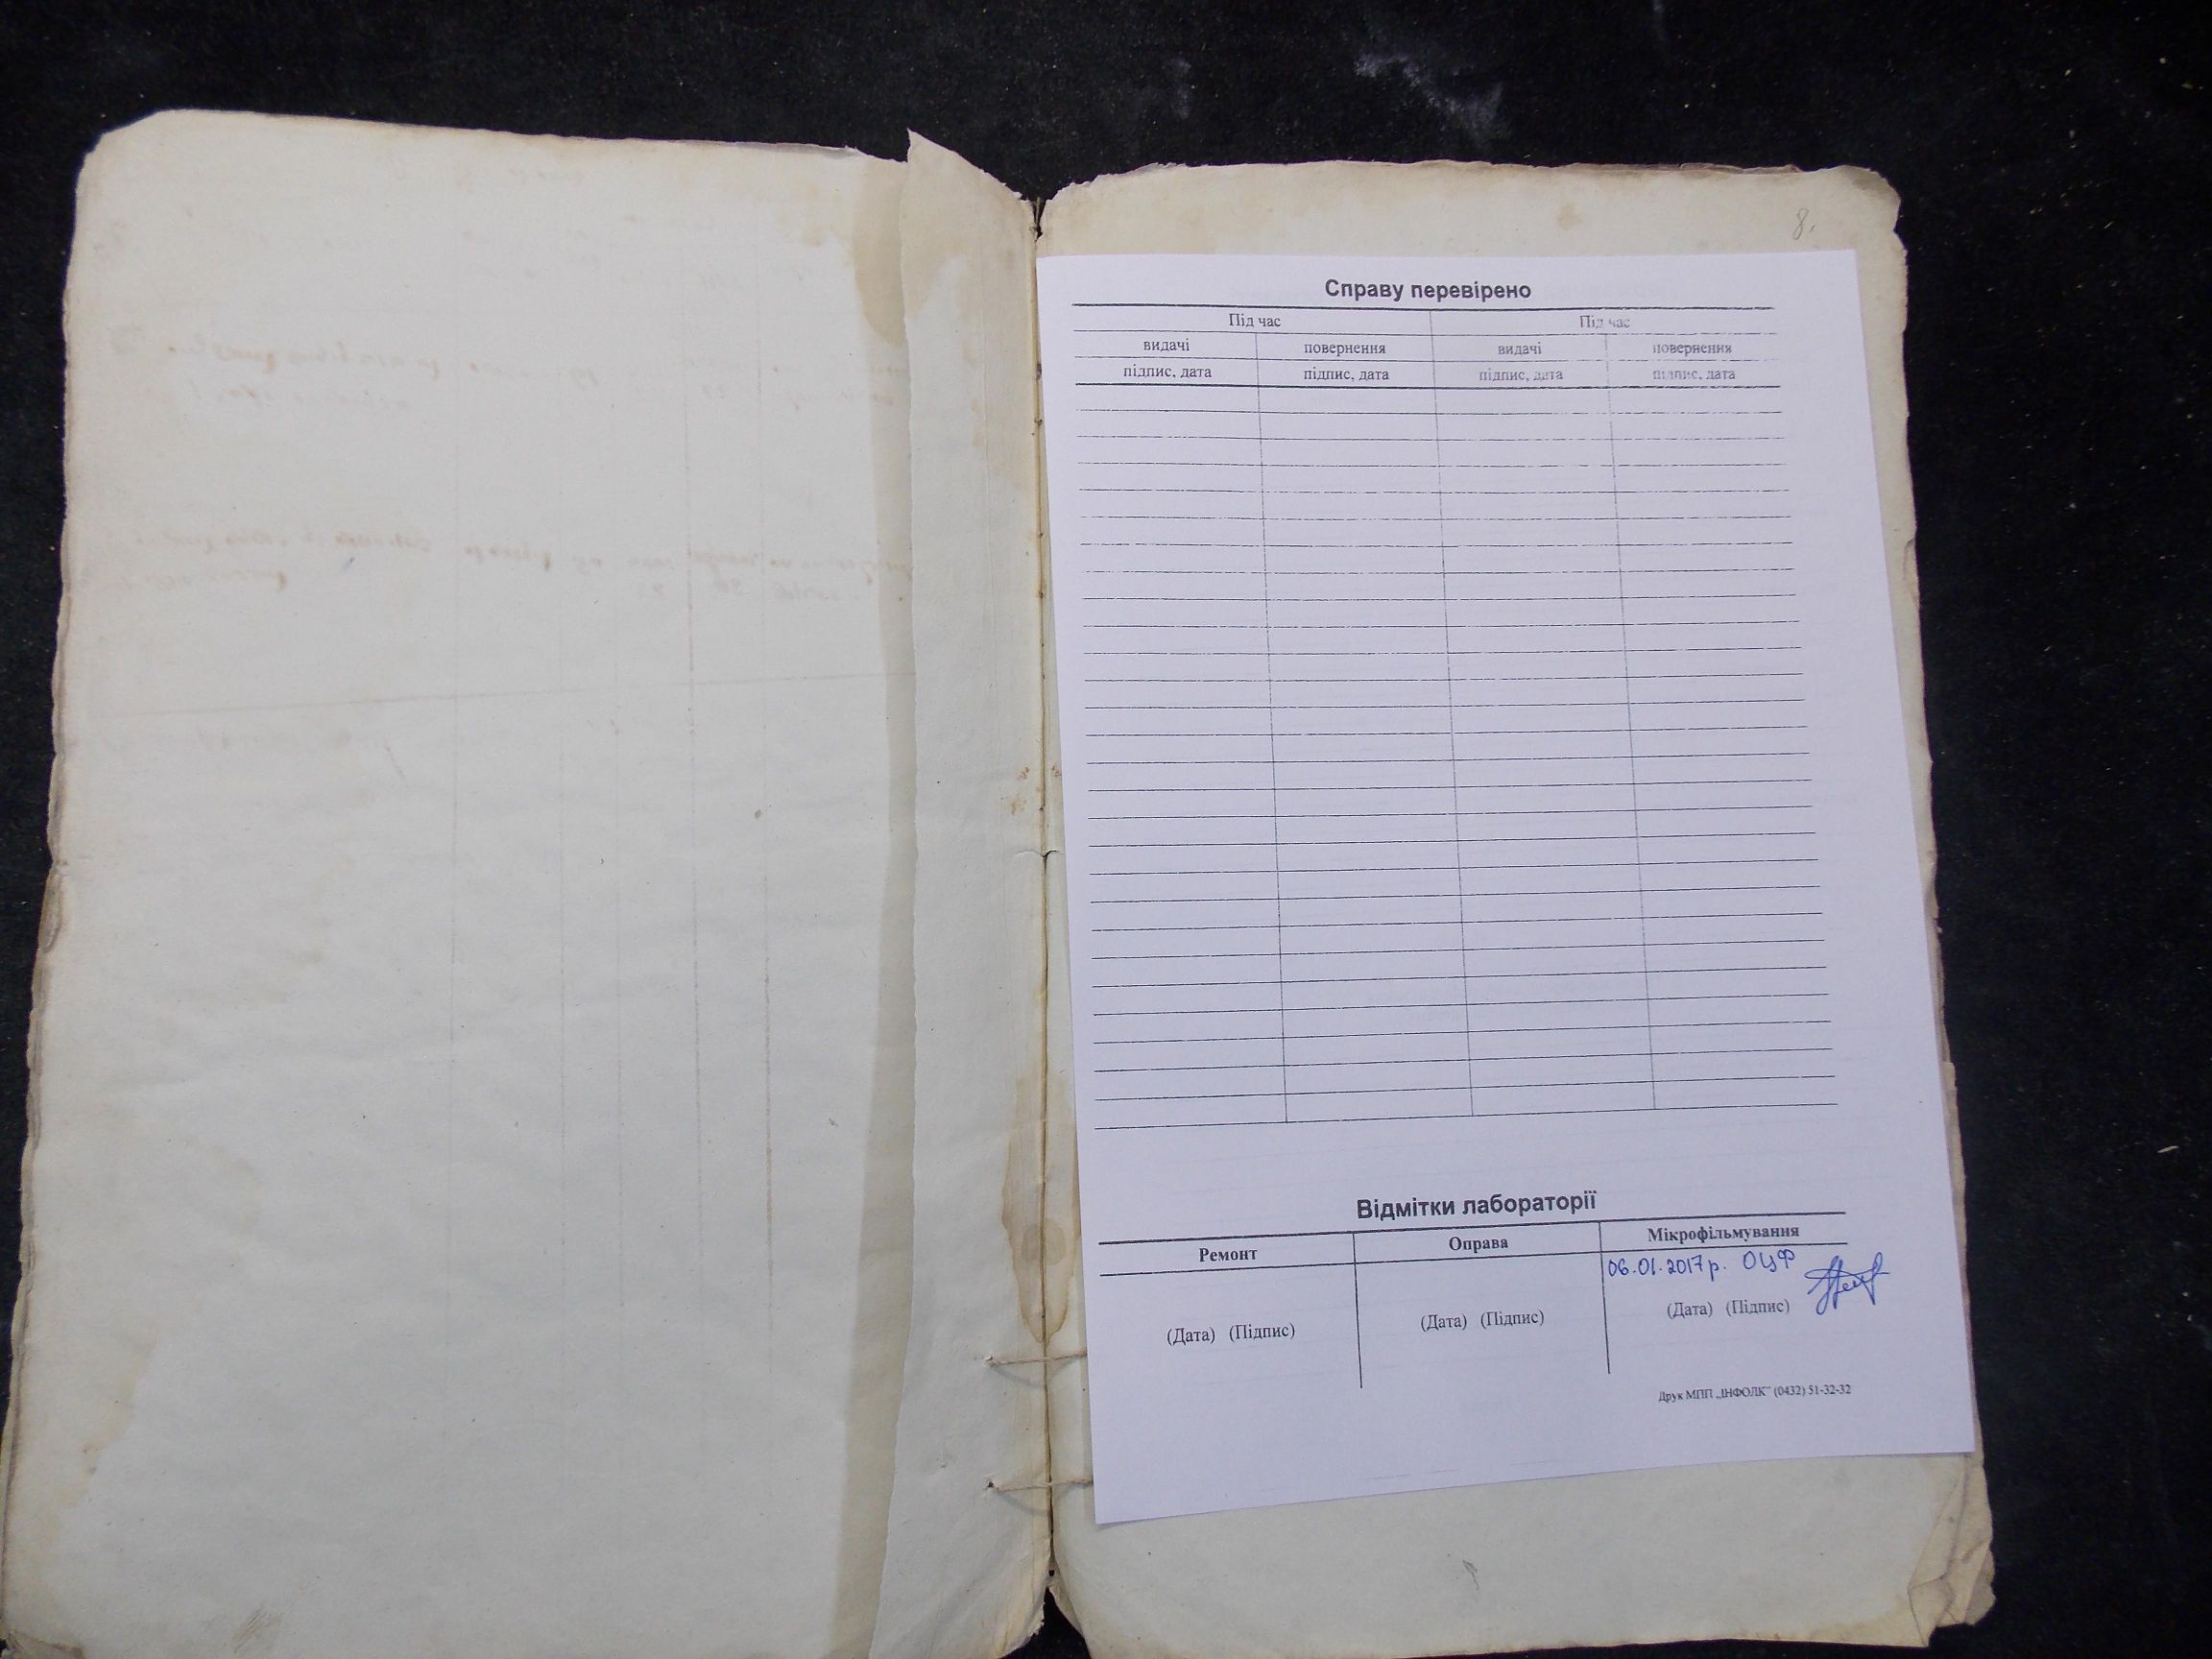 8.
Справу перевірено
Під час Під час
видачі повернення видачі повернення
підпис, дата підпис, дата підпис, дата підпис, дата
Відмітки лабораторії
Ремонт Оправа Мікрофільмування
06.01.2017 р. ОЦФ
(Дата) (Підпис) (Дата) (Підпис) (Дата) (Підпис)
Друк МПП „ІНФОЛК" (0432) 51-32-32